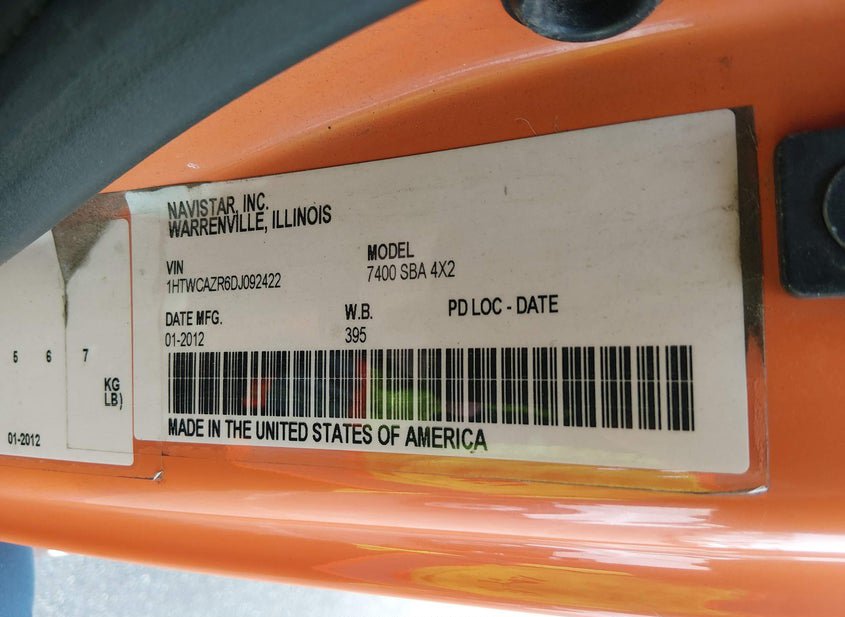 NAVISTAR, INC.
WARRENVILLE, ILLINOIS
VIN
1HTWCAZR6DJ092422
MODEL
7400 SBA 4X2
DATE MFG.
01-2012
W.B.
395
PD LOC - DATE
MADE IN THE UNITED STATES OF AMERICA
5 6 7
KG
LB)
01-2012